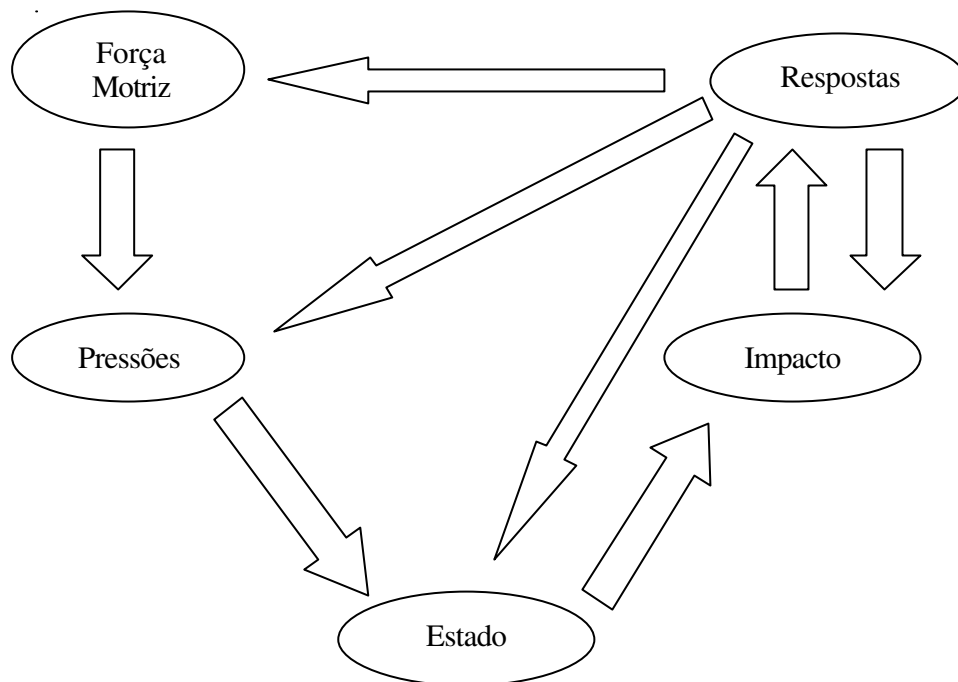 Força
Motriz
Respostas
Pressões
Impacto
Estado